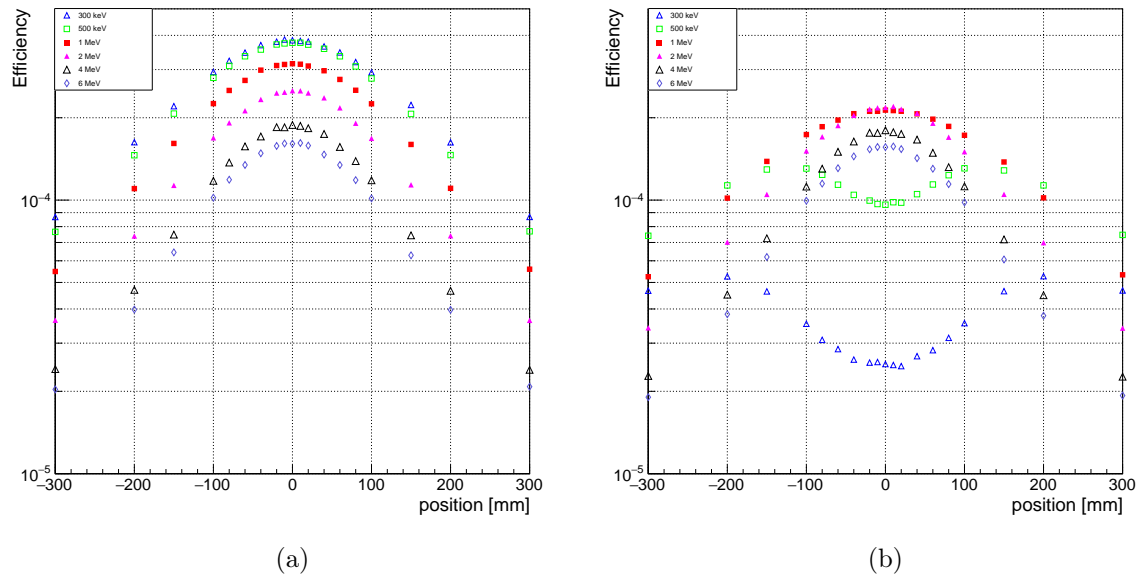 Efficiency
300 keV
500 keV
1 MeV
2 MeV
4 MeV
6 MeV
10−4
10−5
−300 −200 −100 0 100 200 300
position [mm]
(a)
Efficiency
300 keV
500 keV
1 MeV
2 MeV
4 MeV
6 MeV
10−4
10−5
−300 −200 −100 0 100 200 300
position [mm]
(b)